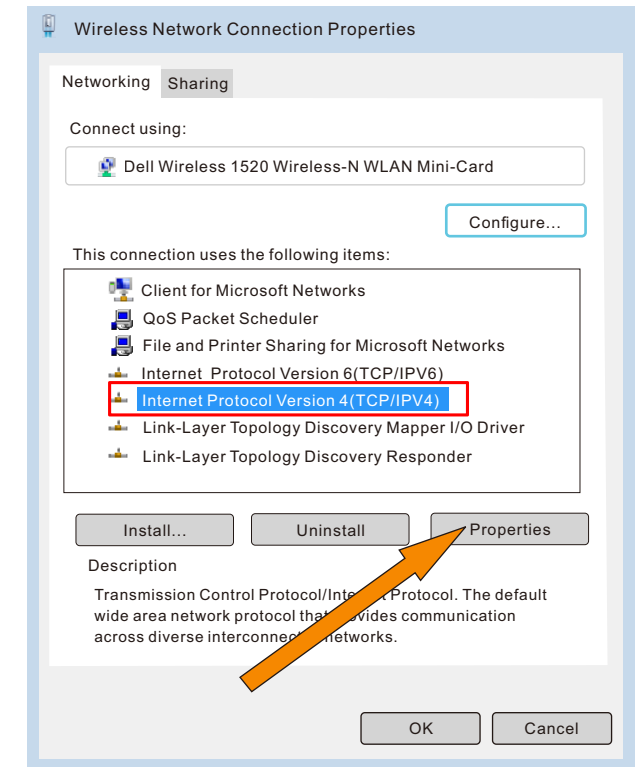 Wireless Network Connection Properties
Networking Sharing
Connect using:
Dell Wireless 1520 Wireless-N WLAN Mini-Card
Configure...
This connection uses the following items:
Client for Microsoft Networks
QoS Packet Scheduler
File and Printer Sharing for Microsoft Networks
Internet Protocol Version 6(TCP/IPV6)
Internet Protocol Version 4(TCP/IPV4)
Link-Layer Topology Discovery Mapper I/O Driver
Link-Layer Topology Discovery Responder
Install... Uninstall Properties
Description
Transmission Control Protocol/Internet Protocol. The default
wide area network protocol that provides communication
across diverse interconnected networks.
OK Cancel